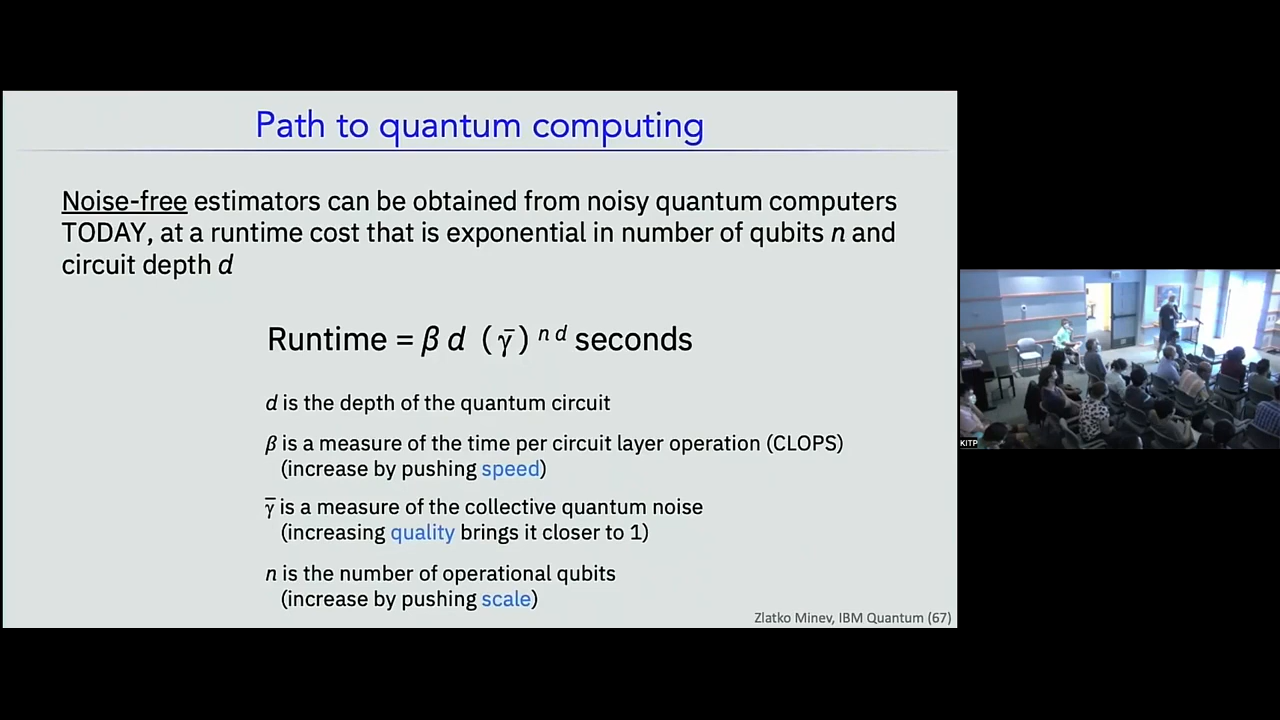 Path to quantum computing
Noise-free estimators can be obtained from noisy quantum computers
TODAY, at a runtime cost that is exponential in number of qubits n and
circuit depth d
Runtime = β d (γ̄)ⁿ ᵈ seconds
d is the depth of the quantum circuit
β is a measure of the time per circuit layer operation (CLOPS)
(increase by pushing speed)
γ̄ is a measure of the collective quantum noise
(increasing quality brings it closer to 1)
n is the number of operational qubits
(increase by pushing scale)
Zlatko Minev, IBM Quantum (67)
KITP